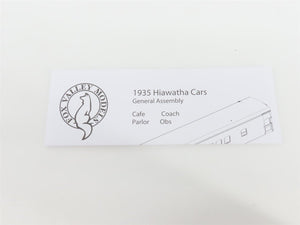 FOX VALLEY MODELS
1935 Hiawatha Cars
General Assembly
Cafe Coach
Parlor Obs